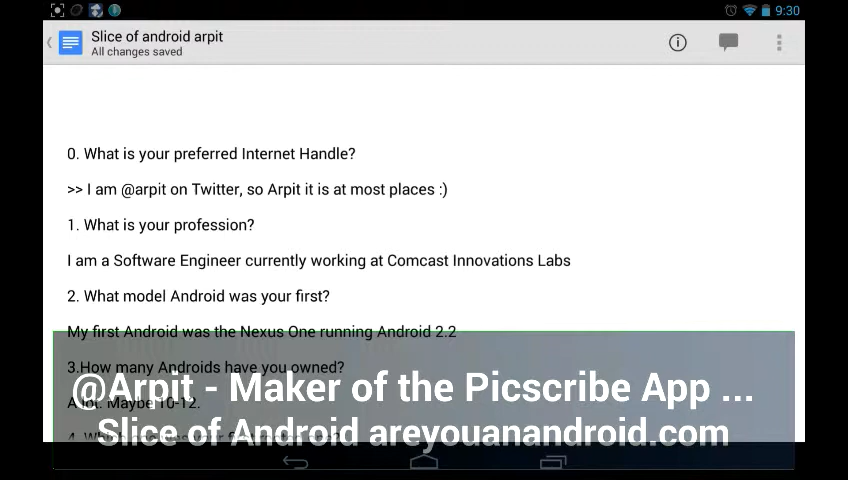 9:30
Slice of android arpit
All changes saved
0. What is your preferred Internet Handle?
>> I am @arpit on Twitter, so Arpit it is at most places :)
1. What is your profession?
I am a Software Engineer currently working at Comcast Innovations Labs
2. What model Android was your first?
My first Android was the Nexus One running Android 2.2
3.How many Androids have you owned?
@Arpit - Maker of the Picscribe App ...
A lot. Maybe 10-12.
Slice of Android areyouanandroid.com